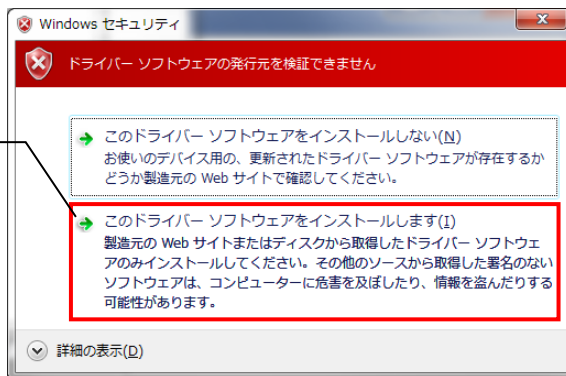 Windows セキュリティ
ドライバー ソフトウェアの発行元を検証できません
このドライバー ソフトウェアをインストールしない(N)
お使いのデバイス用の、更新されたドライバー ソフトウェアが存在するか
どうか製造元の Web サイトで確認してください。
このドライバー ソフトウェアをインストールします(I)
製造元の Web サイトまたはディスクから取得したドライバー ソフトウェ
アのみインストールしてください。その他のソースから取得した署名のない
ソフトウェアは、コンピューターに危害を及ぼしたり、情報を盗んだりする
可能性があります。
詳細の表示(D)